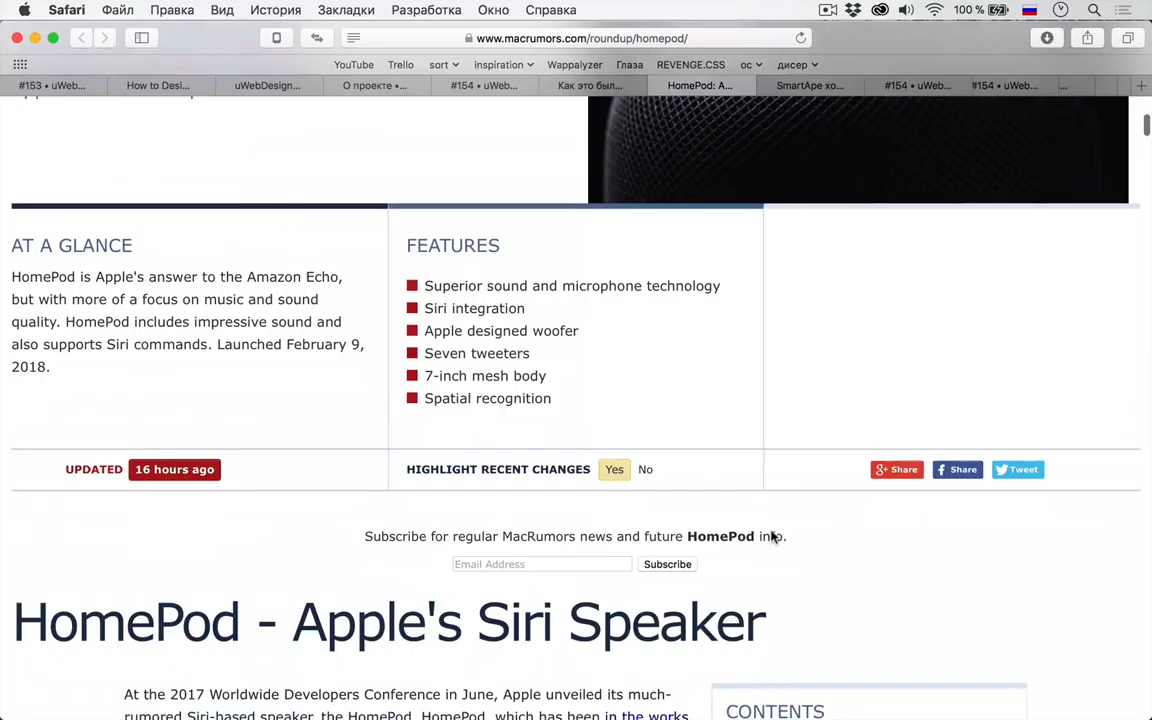 Safari Файл Правка Вид История Закладки Разработка Окно Справка 100 %
www.macrumors.com/roundup/homepod/
YouTube Trello sort inspiration Wappalyzer Глаза REVENGE.CSS ос дисер
#153 • uWeb... How to Desi... uWebDesign... О проекте •... #154 • uWeb... Как это был... HomePod: A... SmartApe хо... #154 • uWeb... #154 • uWeb... ...
AT A GLANCE
HomePod is Apple's answer to the Amazon Echo,
but with more of a focus on music and sound
quality. HomePod includes impressive sound and
also supports Siri commands. Launched February 9,
2018.
FEATURES
Superior sound and microphone technology
Siri integration
Apple designed woofer
Seven tweeters
7-inch mesh body
Spatial recognition
UPDATED 16 hours ago
HIGHLIGHT RECENT CHANGES Yes No
Share Share Tweet
Subscribe for regular MacRumors news and future HomePod info.
Email Address Subscribe
HomePod - Apple's Siri Speaker
At the 2017 Worldwide Developers Conference in June, Apple unveiled its much-
rumored Siri-based speaker, the HomePod. HomePod, which has been in the works
CONTENTS